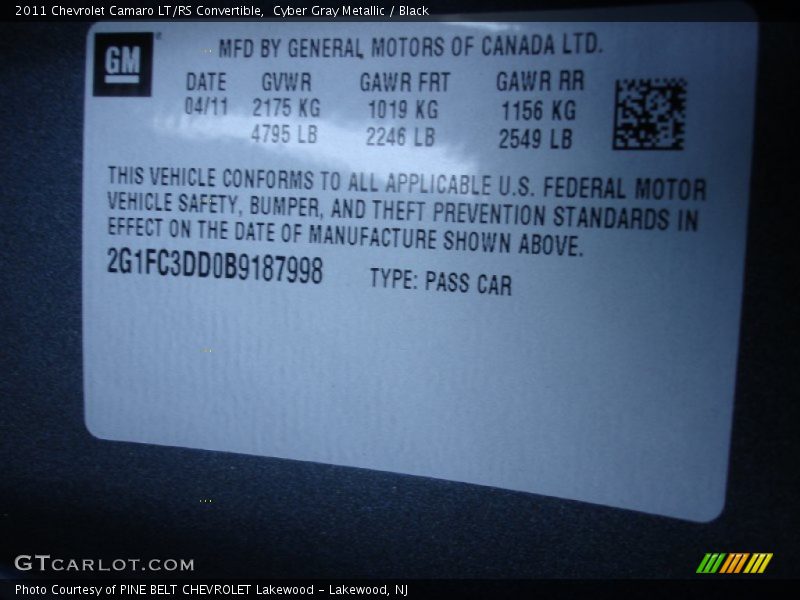 2011 Chevrolet Camaro LT/RS Convertible,  Cyber Gray Metallic / Black
GM
MFD BY GENERAL MOTORS OF CANADA LTD.
DATE GVWR GAWR FRT GAWR RR
04/11 2175 KG 1019 KG 1156 KG
4795 LB 2246 LB 2549 LB
THIS VEHICLE CONFORMS TO ALL APPLICABLE U.S. FEDERAL MOTOR
VEHICLE SAFETY, BUMPER, AND THEFT PREVENTION STANDARDS IN
EFFECT ON THE DATE OF MANUFACTURE SHOWN ABOVE.
2G1FC3DD0B9187998 TYPE: PASS CAR
GTCARLOT.COM
Photo Courtesy of PINE BELT CHEVROLET Lakewood - Lakewood, NJ